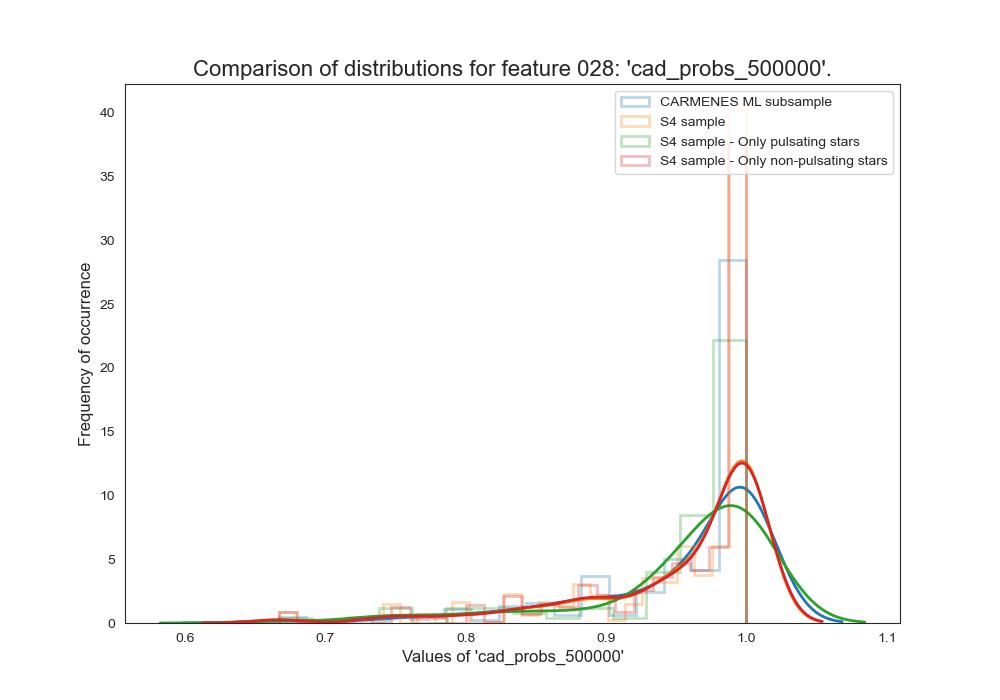 Comparison of distributions for feature 028: 'cad_probs_500000'.
CARMENES ML subsample
S4 sample
S4 sample - Only pulsating stars
S4 sample - Only non-pulsating stars
Frequency of occurrence
40
35
30
25
20
15
10
5
0
0.6 0.7 0.8 0.9 1.0 1.1
Values of 'cad_probs_500000'